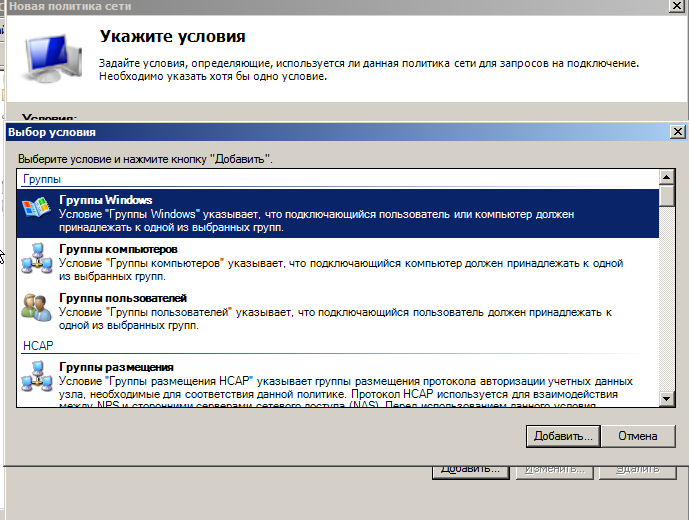 Новая политика сети
Укажите условия
Задайте условия, определяющие, используется ли данная политика сети для запросов на подключение.
Необходимо указать хотя бы одно условие.
Условия:
Выбор условия
Выберите условие и нажмите кнопку "Добавить".
Группы
Группы Windows
Условие "Группы Windows" указывает, что подключающийся пользователь или компьютер должен
принадлежать к одной из выбранных групп.
Группы компьютеров
Условие "Группы компьютеров" указывает, что подключающийся компьютер должен принадлежать к одной
из выбранных групп.
Группы пользователей
Условие "Группы пользователей" указывает, что подключающийся пользователь должен принадлежать к
одной из выбранных групп.
HCAP
Группы размещения
Условие "Группы размещения HCAP" указывает группы размещения протокола авторизации учетных данных
узла, необходимые для соответствия данной политике. Протокол HCAP используется для взаимодействия
между NPS и сторонними серверами сетевого доступа (NAS). Перед использованием данного условия
Добавить... Отмена
Добавить... Изменить... Удалить